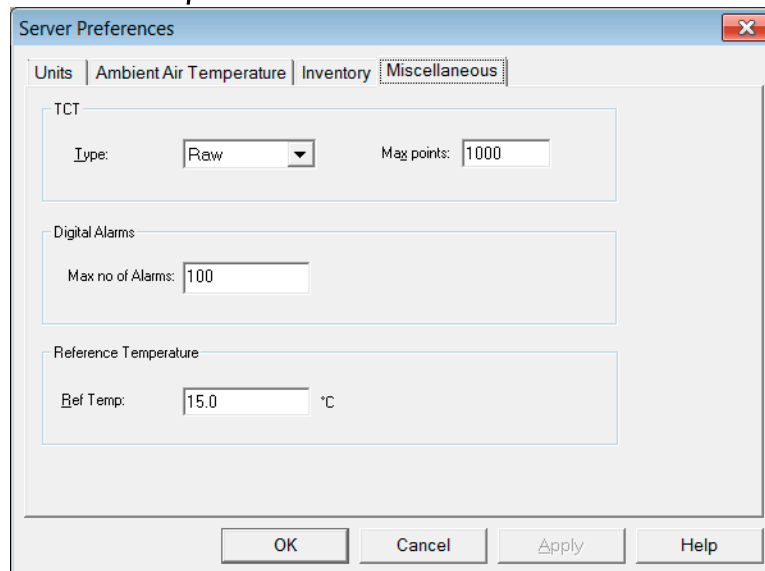 Server Preferences
Units Ambient Air Temperature Inventory Miscellaneous
TCT
Type: Raw Max points: 1000
Digital Alarms
Max no of Alarms: 100
Reference Temperature
Ref Temp: 15.0 °C
OK Cancel Apply Help